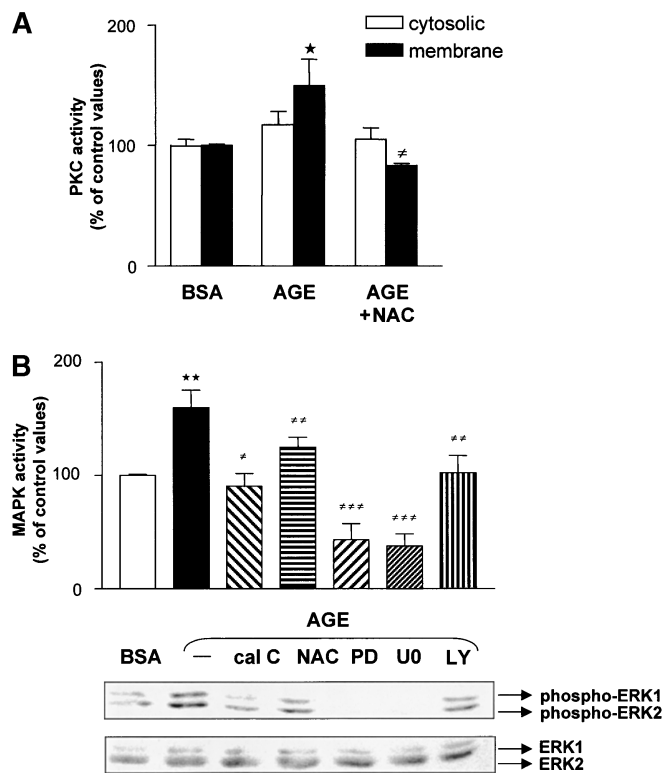 A
200
100
0
PKC activity
(% of control values)
cytosolic
membrane
★
≠
BSA AGE AGE
+NAC
B
200
100
0
MAPK activity
(% of control values)
★★
≠
≠≠
≠≠≠
≠≠≠
≠≠
AGE
BSA — cal C NAC PD U0 LY
phospho-ERK1
phospho-ERK2
ERK1
ERK2